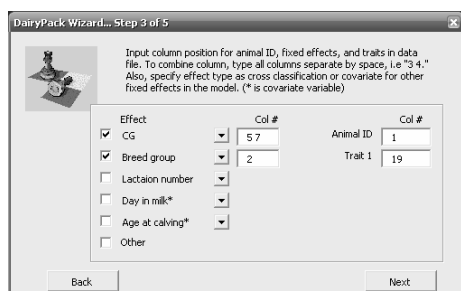 DairyPack Wizard... Step 3 of 5
Input column position for animal ID, fixed effects, and traits in data
file. To combine column, type all columns separate by space, i.e "3 4."
Also, specify effect type as cross classification or covariate for other
fixed effects in the model. (* is covariate variable)
Effect Col # Col #
CG 5 7 Animal ID 1
Breed group 2 Trait 1 19
Lactaion number
Day in milk*
Age at calving*
Other
Back Next